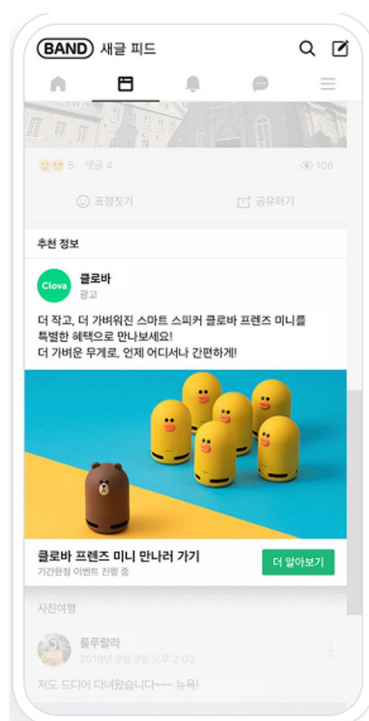 BAND 새글 피드
5 댓글 4 106
표정짓기 공유하기
추천 정보
Clova 클로바
광고
더 작고, 더 가벼워진 스마트 스피커 클로바 프렌즈 미니를
특별한 혜택으로 만나보세요!
더 가벼운 무게로, 언제 어디서나 간편하게!
클로바 프렌즈 미니 만나러 가기
기간한정 이벤트 진행 중
더 알아보기
사진여행
룰루랄라
2019년 9월 3일 오후 2:03
저도 드디어 다녀왔습니다~~~ 뉴욕!